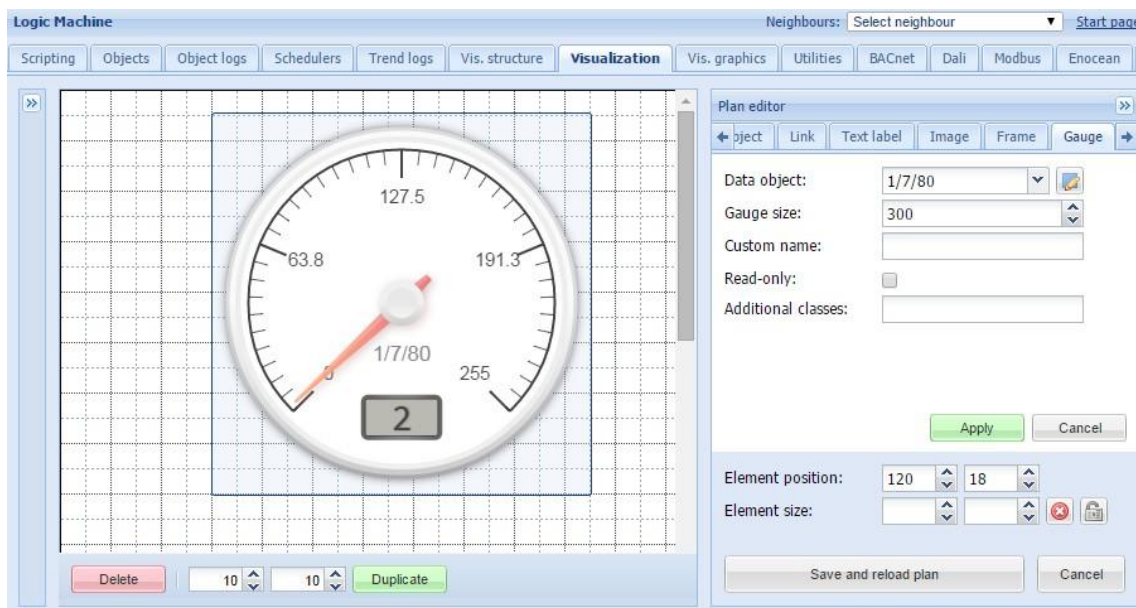 Logic Machine
Neighbours: Select neighbour Start page
Scripting Objects Object logs Schedulers Trend logs Vis. structure Visualization Vis. graphics Utilities BACnet Dali Modbus Enocean
Plan editor
bject Link Text label Image Frame Gauge
Data object: 1/7/80
Gauge size: 300
Custom name:
Read-only:
Additional classes:
Apply Cancel
Element position: 120 18
Element size:
Save and reload plan Cancel
127.5
63.8 191.3
1/7/80
0 255
2
Delete 10 10 Duplicate